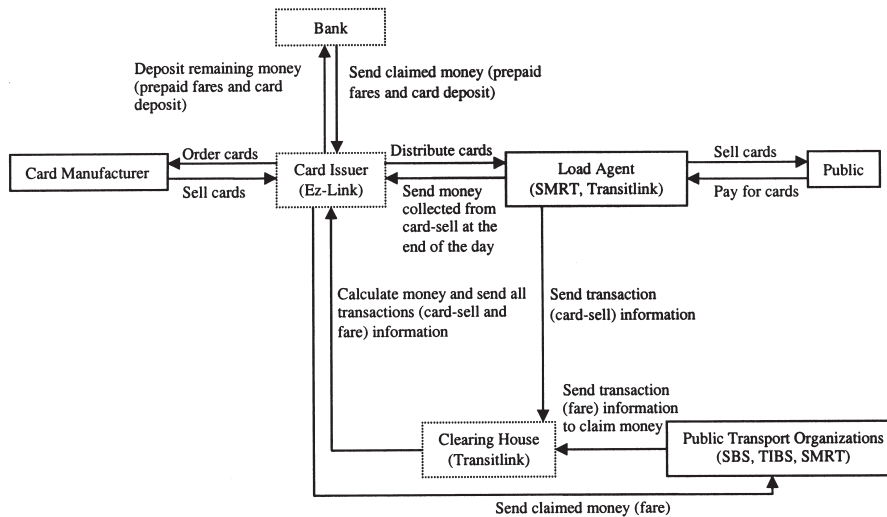 Bank
Deposit remaining money
(prepaid fares and card
deposit)
Send claimed money (prepaid
fares and card deposit)
Card Manufacturer
Order cards
Sell cards
Card Issuer
(Ez-Link)
Distribute cards
Send money
collected from
card-sell at the
end of the day
Load Agent
(SMRT, Transitlink)
Sell cards
Pay for cards
Public
Calculate money and send all
transactions (card-sell and
fare) information
Send transaction
(card-sell) information
Send transaction
(fare) information
to claim money
Clearing House
(Transitlink)
Public Transport Organizations
(SBS, TIBS, SMRT)
Send claimed money (fare)